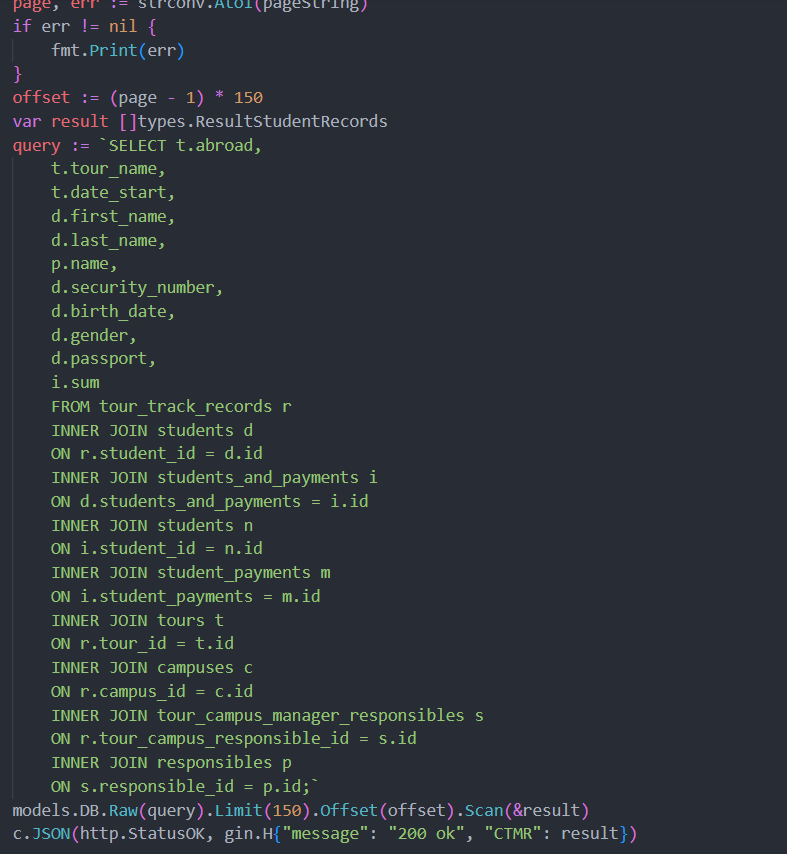 page, err := strconv.Atoi(pageString)
if err != nil {
fmt.Print(err)
}
offset := (page - 1) * 150
var result []types.ResultStudentRecords
query := `SELECT t.abroad,
t.tour_name,
t.date_start,
d.first_name,
d.last_name,
p.name,
d.security_number,
d.birth_date,
d.gender,
d.passport,
i.sum
FROM tour_track_records r
INNER JOIN students d
ON r.student_id = d.id
INNER JOIN students_and_payments i
ON d.students_and_payments = i.id
INNER JOIN students n
ON i.student_id = n.id
INNER JOIN student_payments m
ON i.student_payments = m.id
INNER JOIN tours t
ON r.tour_id = t.id
INNER JOIN campuses c
ON r.campus_id = c.id
INNER JOIN tour_campus_manager_responsibles s
ON r.tour_campus_responsible_id = s.id
INNER JOIN responsibles p
ON s.responsible_id = p.id;`
models.DB.Raw(query).Limit(150).Offset(offset).Scan(&result)
c.JSON(http.StatusOK, gin.H{"message": "200 ok", "CTMR": result})